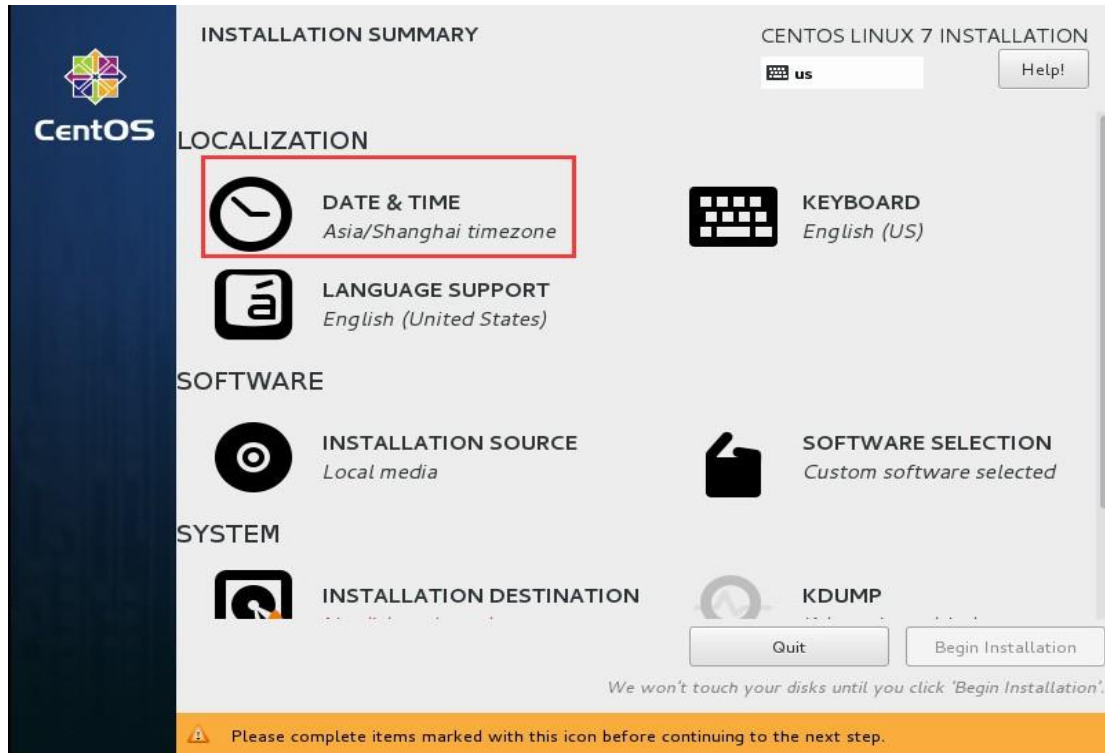 INSTALLATION SUMMARY
CENTOS LINUX 7 INSTALLATION
us
Help!
CentOS
LOCALIZATION
DATE & TIME
Asia/Shanghai timezone
KEYBOARD
English (US)
á
LANGUAGE SUPPORT
English (United States)
SOFTWARE
INSTALLATION SOURCE
Local media
SOFTWARE SELECTION
Custom software selected
SYSTEM
INSTALLATION DESTINATION
KDUMP
Quit
Begin Installation
We won't touch your disks until you click 'Begin Installation'.
Please complete items marked with this icon before continuing to the next step.